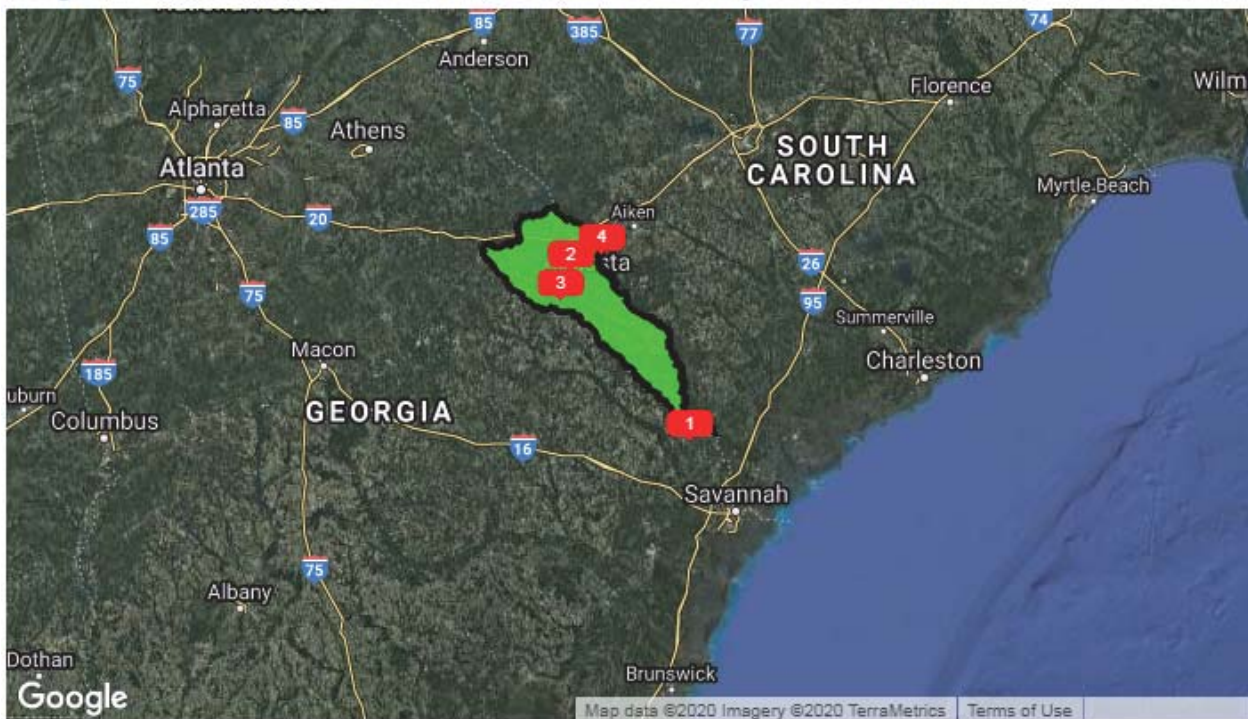 85
385
77
74
Anderson
75
Florence
Wilm
Alpharetta
85
Athens
SOUTH
CAROLINA
Atlanta
Myrtle Beach
285
20
Aiken
4
2
sta
85
26
3
75
95
Summerville
Macon
Charleston
185
uburn
GEORGIA
Columbus
1
16
Savannah
75
Albany
Dothan
Brunswick
Google
Map data ©2020 Imagery ©2020 TerraMetrics
Terms of Use